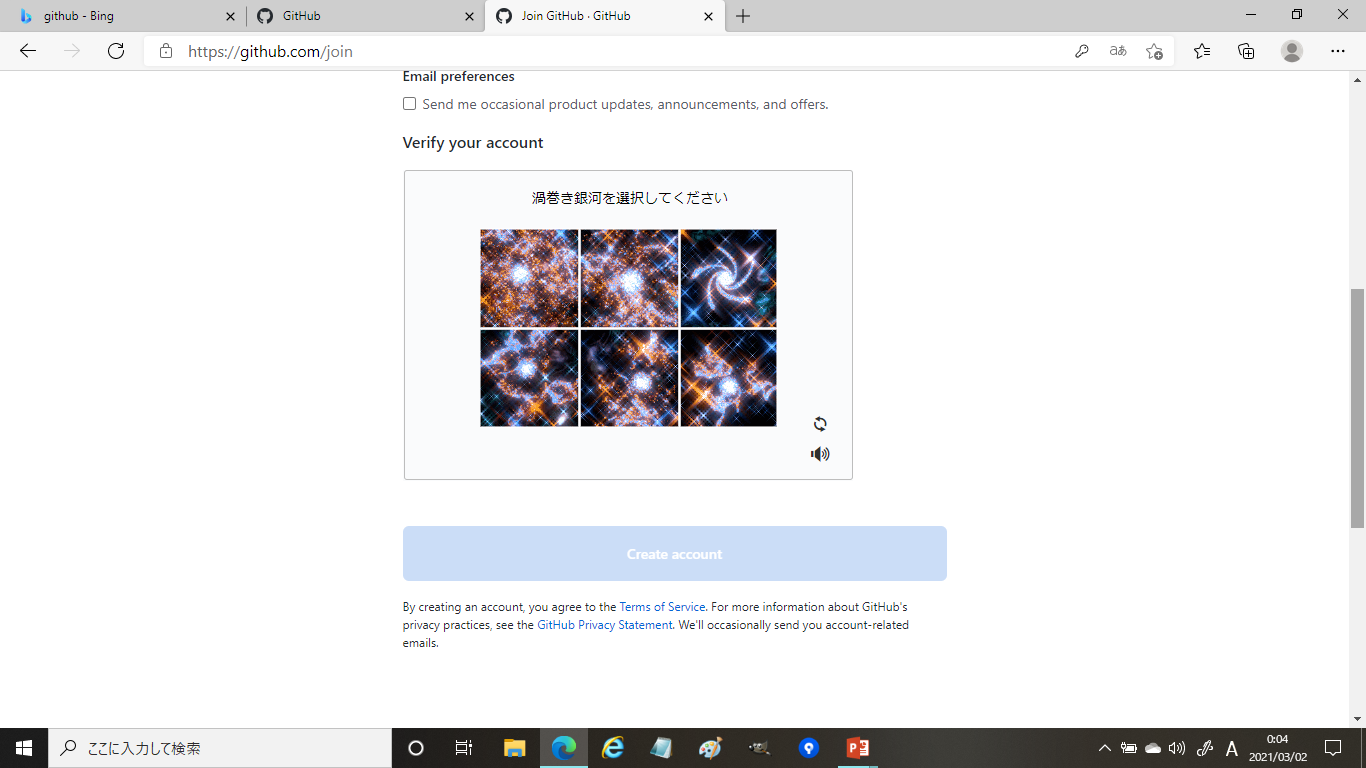 github - Bing
GitHub
Join GitHub · GitHub
https://github.com/join
aあ
Email preferences
Send me occasional product updates, announcements, and offers.
Verify your account
渦巻き銀河を選択してください
Create account
By creating an account, you agree to the Terms of Service. For more information about GitHub's
privacy practices, see the GitHub Privacy Statement. We'll occasionally send you account-related
emails.
ここに入力して検索
A
0:04
2021/03/02